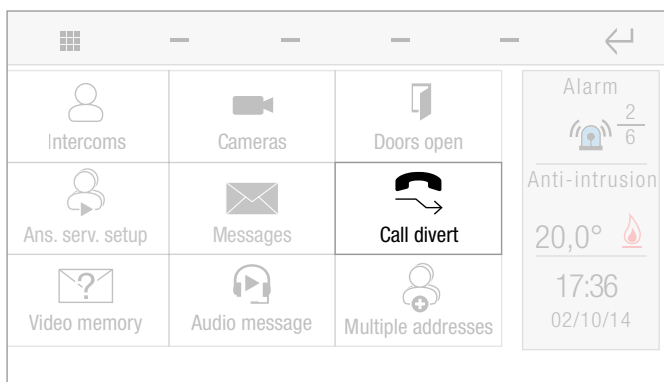 Intercoms
Cameras
Doors open
Ans. serv. setup
Messages
Call divert
Video memory
Audio message
Multiple addresses
Alarm
2
6
Anti-intrusion
20,0°
17:36
02/10/14